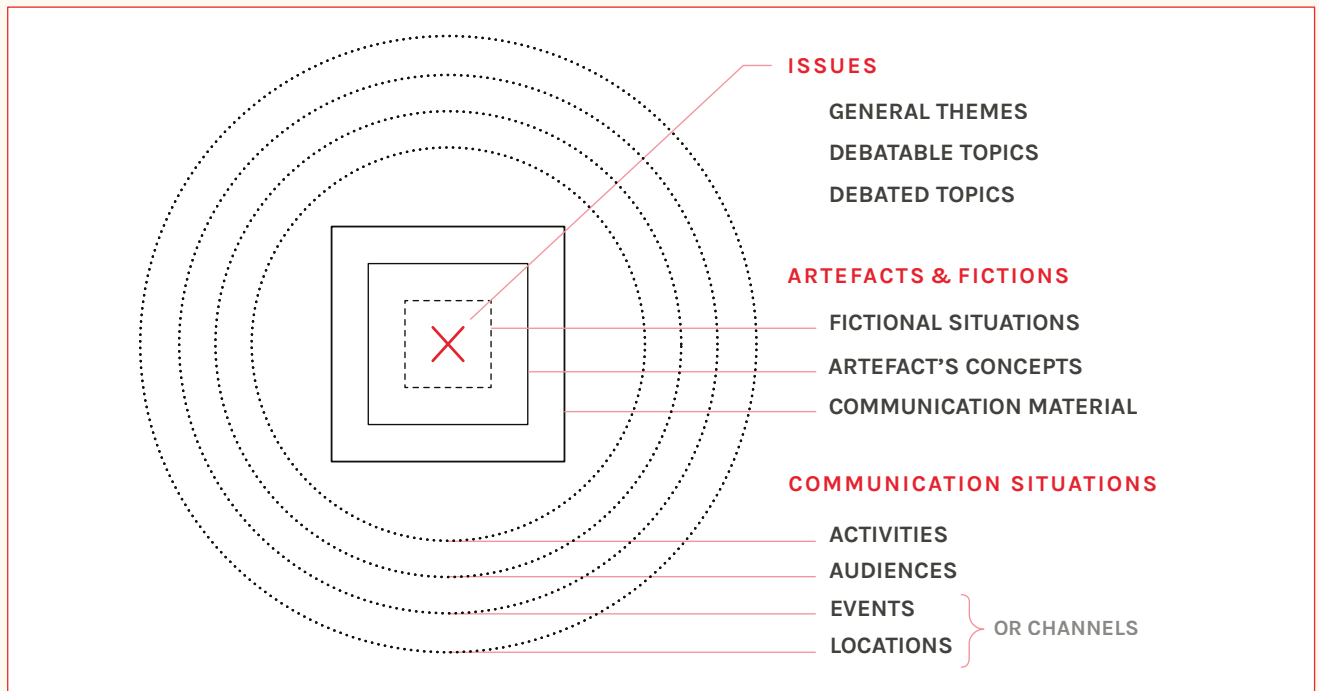 ISSUES
GENERAL THEMES
DEBATABLE TOPICS
DEBATED TOPICS
ARTEFACTS & FICTIONS
FICTIONAL SITUATIONS
ARTEFACT’S CONCEPTS
COMMUNICATION MATERIAL
COMMUNICATION SITUATIONS
ACTIVITIES
AUDIENCES
EVENTS
OR CHANNELS
LOCATIONS